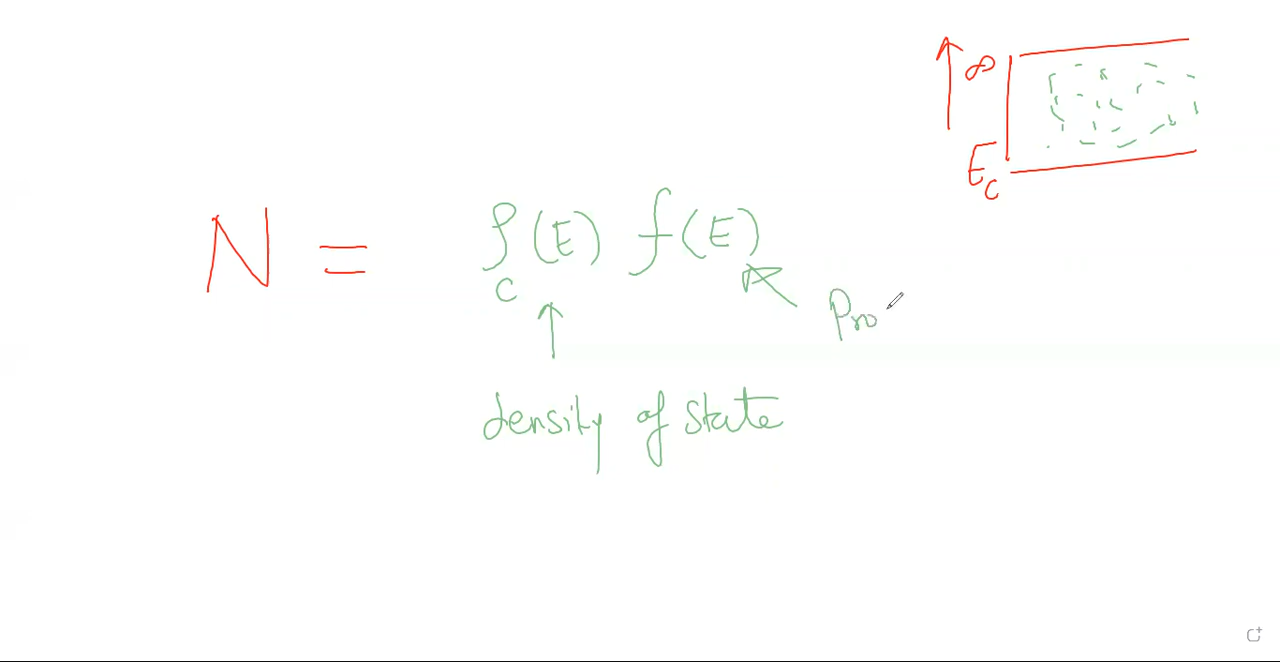 ∞
E_C
N = ρ_C (E) f(E)
Pro
density of state